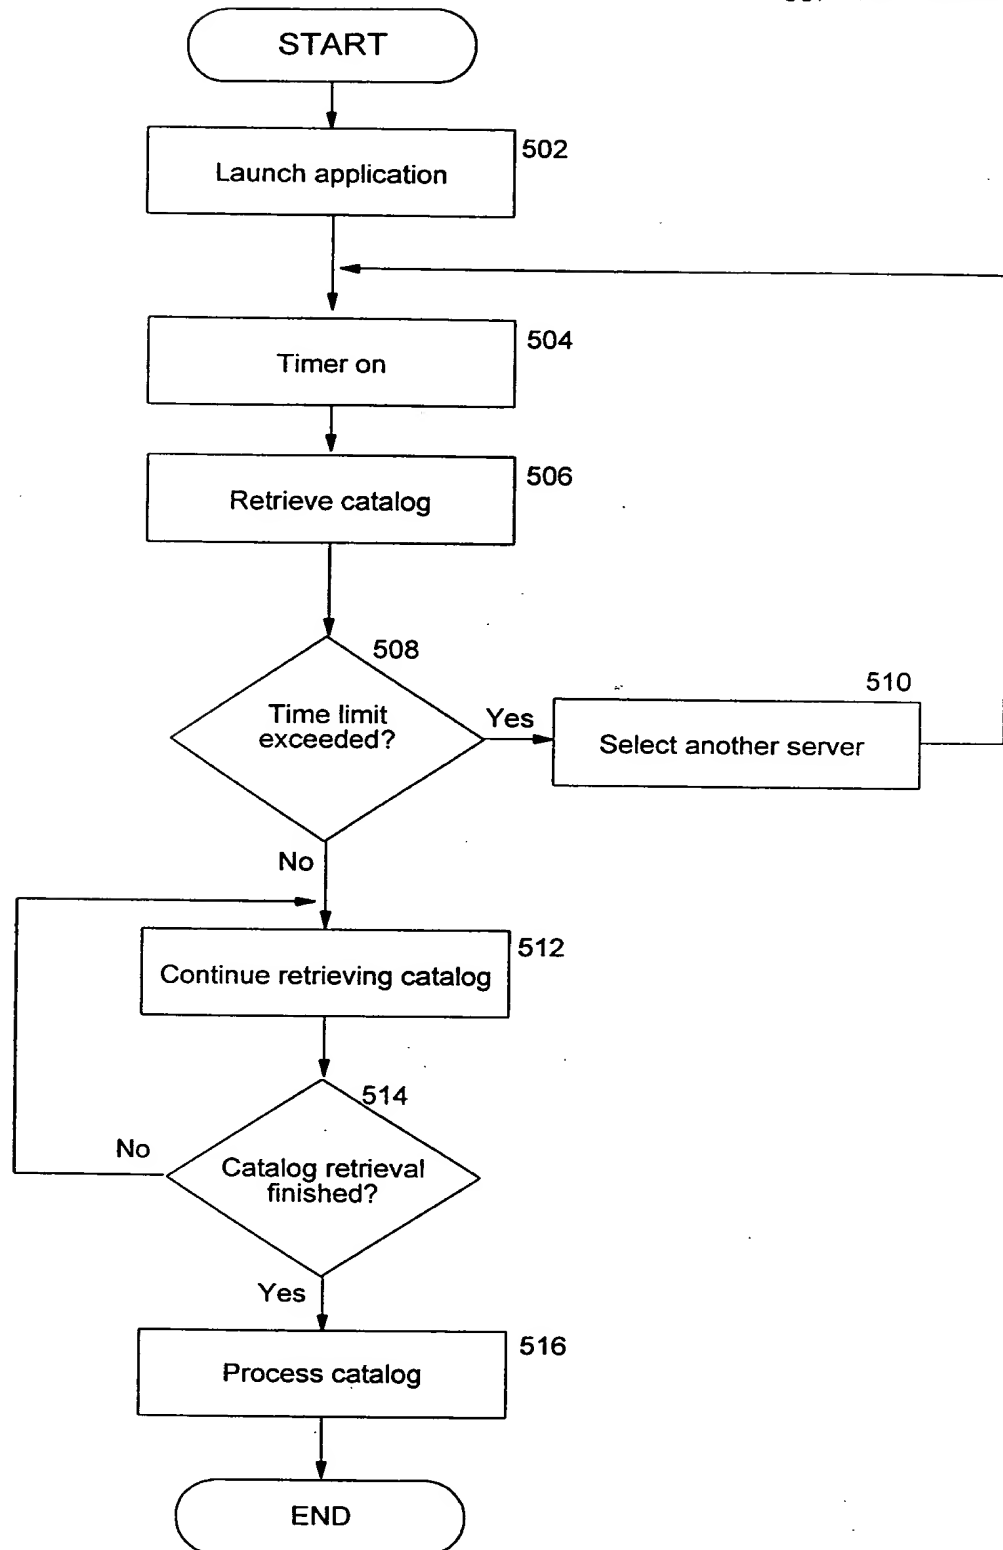 START
502
Launch application
504
Timer on
506
Retrieve catalog
508
Time limit
exceeded?
Yes
510
Select another server
No
512
Continue retrieving catalog
514
No
Catalog retrieval
finished?
Yes
516
Process catalog
END